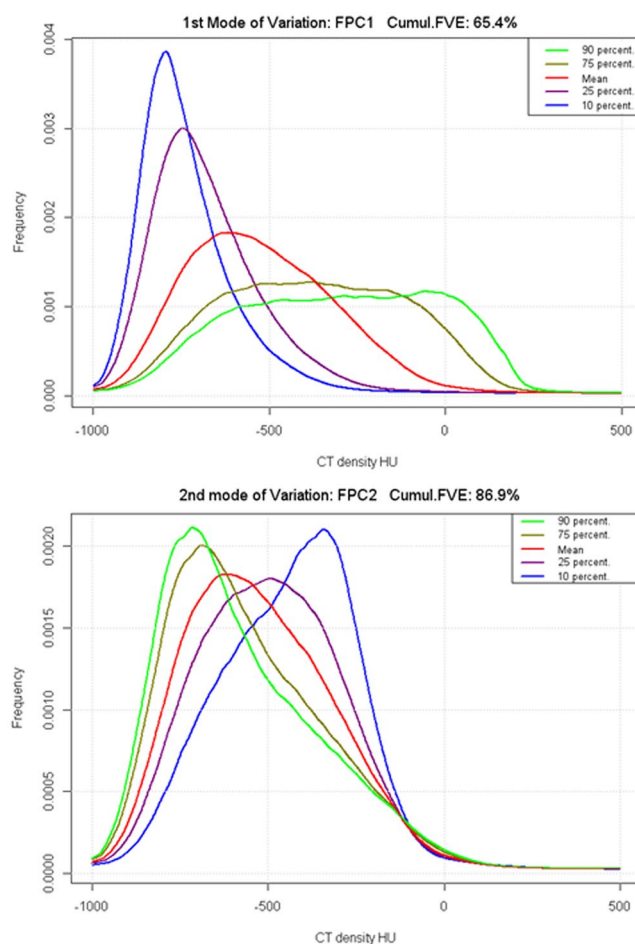 1st Mode of Variation: FPC1 Cumul.FVE: 65.4%
0.004
0.003
0.002
0.001
0.000
Frequency
90 percent.
75 percent.
Mean
25 percent.
10 percent.
-1000
-500
0
500
CT density HU
2nd mode of Variation: FPC2 Cumul.FVE: 86.9%
0.0020
0.0015
0.0010
0.0005
0.0000
Frequency
90 percent.
75 percent.
Mean
25 percent.
10 percent.
-1000
-500
0
500
CT density HU